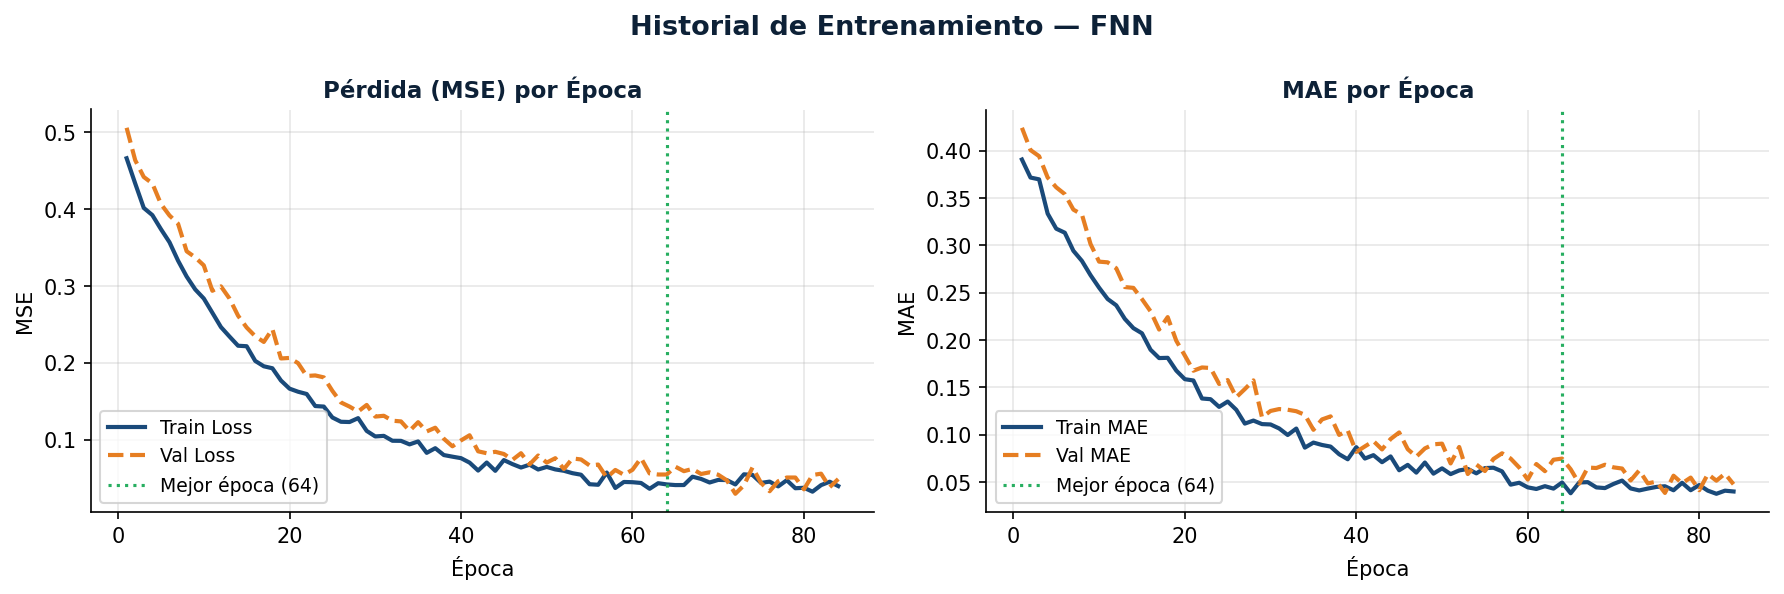 Historial de Entrenamiento — FNN
Pérdida (MSE) por Época
MSE
0.5
0.4
0.3
0.2
0.1
Train Loss
Val Loss
Mejor época (64)
0 20 40 60 80
Época
MAE por Época
MAE
0.40
0.35
0.30
0.25
0.20
0.15
0.10
0.05
Train MAE
Val MAE
Mejor época (64)
0 20 40 60 80
Época